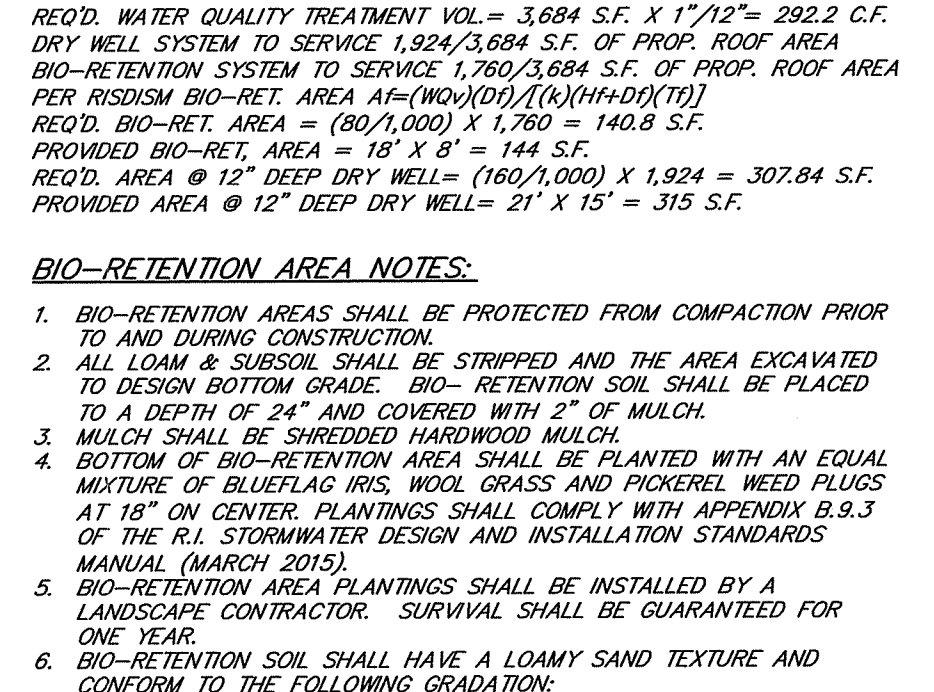 REQ'D. WATER QUALITY TREATMENT VOL.= 3,684 S.F. X 1"/12"= 292.2 C.F.
DRY WELL SYSTEM TO SERVICE 1,924/3,684 S.F. OF PROP. ROOF AREA
BIO-RETENTION SYSTEM TO SERVICE 1,760/3,684 S.F. OF PROP. ROOF AREA
PER RISDISM BIO-RET. AREA Af=(WQv)(Df)/[(k)(Hf+Df)(Tf)]
REQ'D. BIO-RET. AREA = (80/1,000) X 1,760 = 140.8 S.F.
PROVIDED BIO-RET, AREA = 18' X 8' = 144 S.F.
REQ'D. AREA @ 12" DEEP DRY WELL= (160/1,000) X 1,924 = 307.84 S.F.
PROVIDED AREA @ 12" DEEP DRY WELL= 21' X 15' = 315 S.F.
BIO-RETENTION AREA NOTES:
1. BIO-RETENTION AREAS SHALL BE PROTECTED FROM COMPACTION PRIOR
TO AND DURING CONSTRUCTION.
2. ALL LOAM & SUBSOIL SHALL BE STRIPPED AND THE AREA EXCAVATED
TO DESIGN BOTTOM GRADE. BIO- RETENTION SOIL SHALL BE PLACED
TO A DEPTH OF 24" AND COVERED WITH 2" OF MULCH.
3. MULCH SHALL BE SHREDDED HARDWOOD MULCH.
4. BOTTOM OF BIO-RETENTION AREA SHALL BE PLANTED WITH AN EQUAL
MIXTURE OF BLUEFLAG IRIS, WOOL GRASS AND PICKEREL WEED PLUGS
AT 18" ON CENTER. PLANTINGS SHALL COMPLY WITH APPENDIX B.9.3
OF THE R.I. STORMWATER DESIGN AND INSTALLATION STANDARDS
MANUAL (MARCH 2015).
5. BIO-RETENTION AREA PLANTINGS SHALL BE INSTALLED BY A
LANDSCAPE CONTRACTOR. SURVIVAL SHALL BE GUARANTEED FOR
ONE YEAR.
6. BIO-RETENTION SOIL SHALL HAVE A LOAMY SAND TEXTURE AND
CONFORM TO THE FOLLOWING GRADATION: